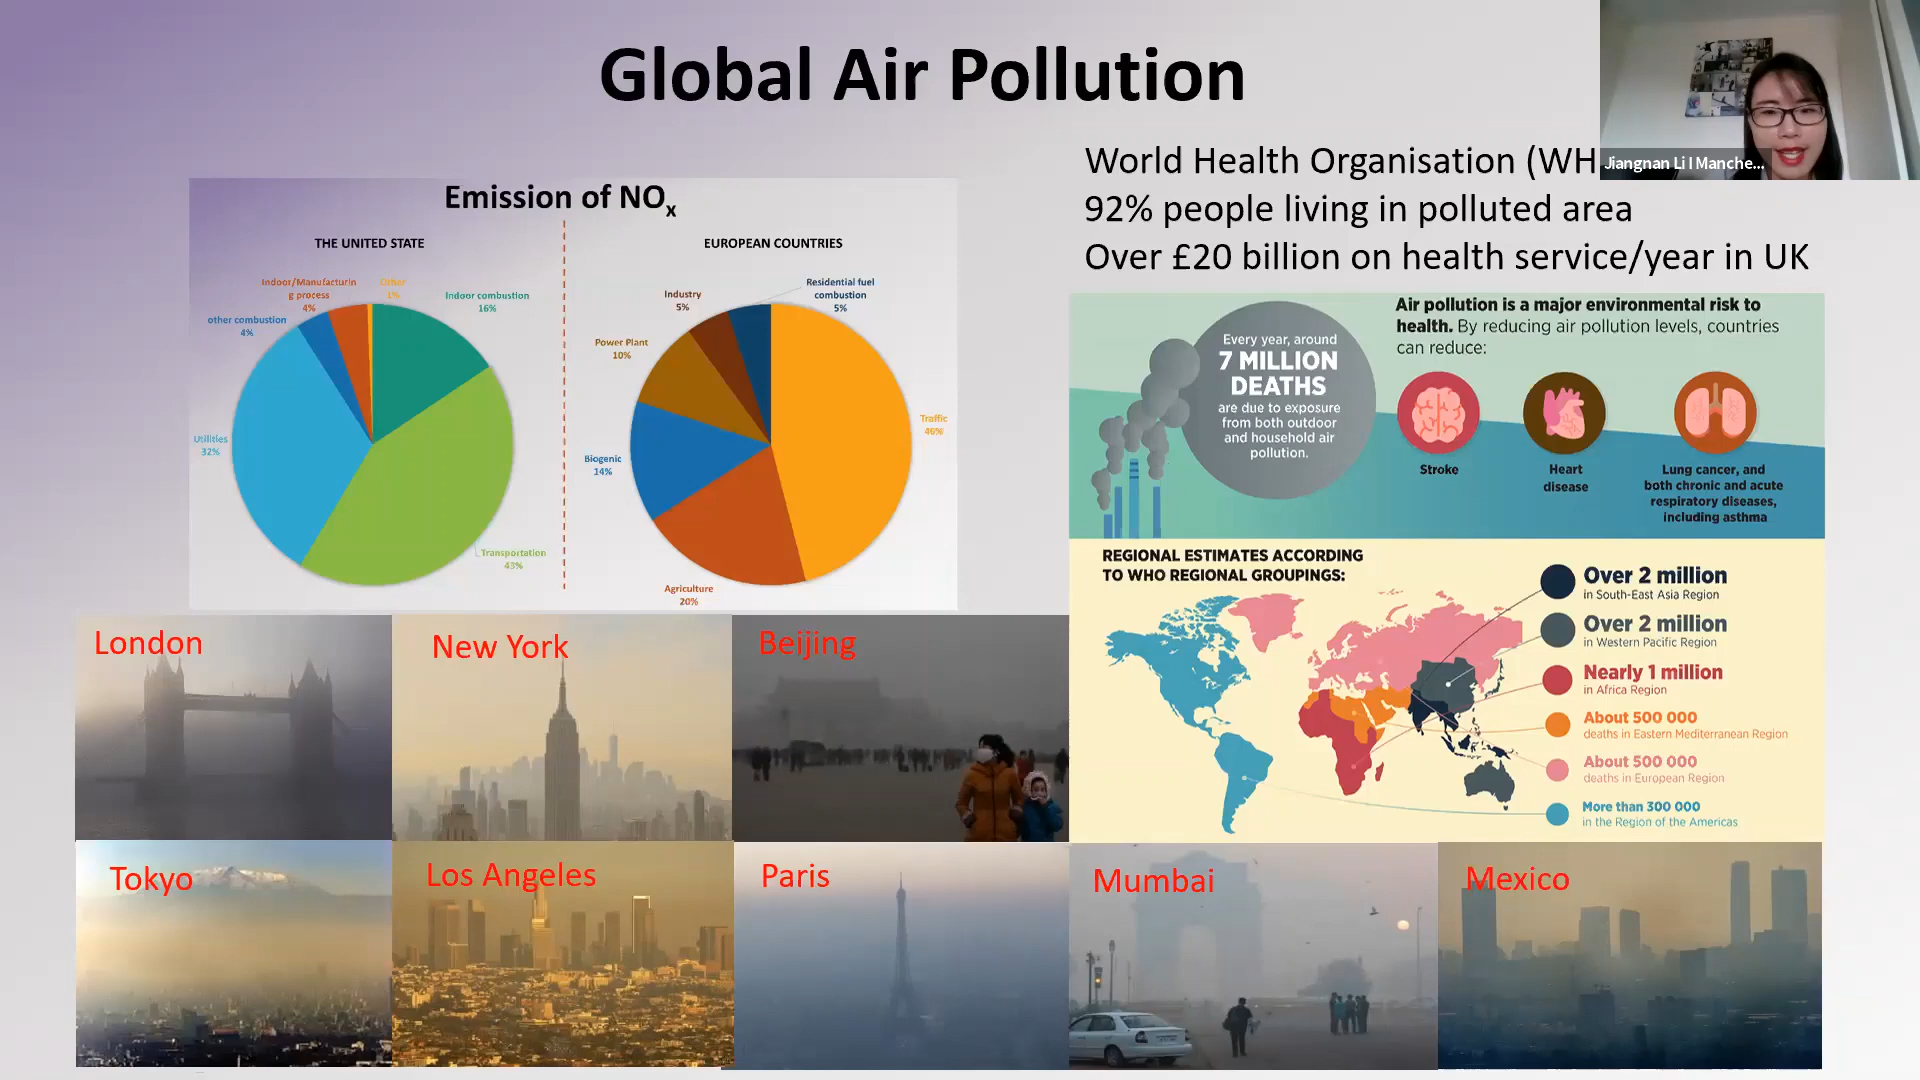 Global Air Pollution
Jiangnan Li I Manche...
World Health Organisation (WH
92% people living in polluted area
Over £20 billion on health service/year in UK
Emission of NOx
THE UNITED STATE
Indoor/Manufacturin
g process
4%
Other
1%
Indoor combustion
16%
other combustion
4%
Utilities
32%
Transportation
43%
EUROPEAN COUNTRIES
Industry
5%
Residential fuel
combustion
5%
Power Plant
10%
Traffic
46%
Biogenic
14%
Agriculture
20%
Every year, around
7 MILLION
DEATHS
are due to exposure
from both outdoor
and household air
pollution.
Air pollution is a major environmental risk to
health. By reducing air pollution levels, countries
can reduce:
Stroke
Heart
disease
Lung cancer, and
both chronic and acute
respiratory diseases,
including asthma
REGIONAL ESTIMATES ACCORDING
TO WHO REGIONAL GROUPINGS:
Over 2 million
in South-East Asia Region
Over 2 million
in Western Pacific Region
Nearly 1 million
in Africa Region
About 500 000
deaths in Eastern Mediterranean Region
About 500 000
deaths in European Region
More than 300 000
in the Region of the Americas
London
New York
Beijing
Tokyo
Los Angeles
Paris
Mumbai
Mexico